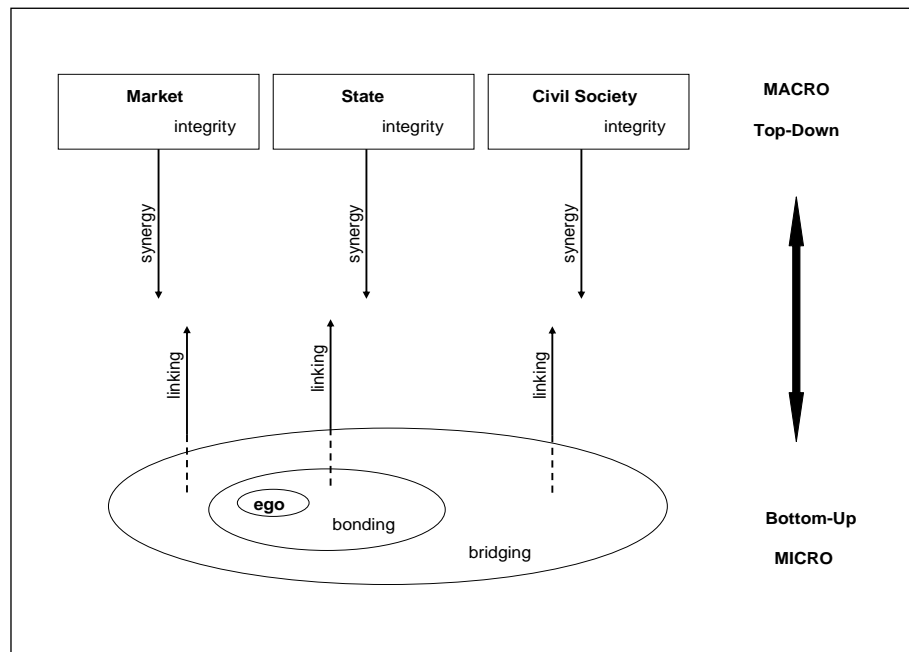 Market
integrity
State
integrity
Civil Society
integrity
MACRO
Top-Down
synergy
synergy
synergy
linking
linking
linking
ego
bonding
bridging
Bottom-Up
MICRO